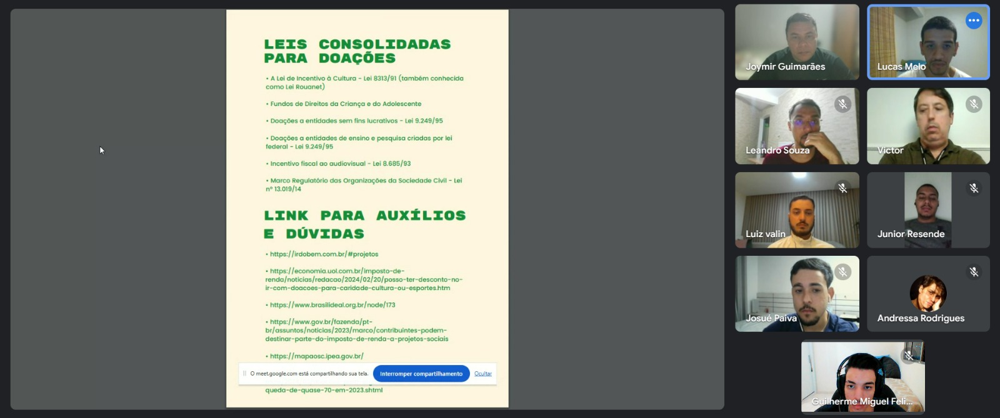 LEIS CONSOLIDADAS
PARA DOAÇÕES
• A Lei de Incentivo à Cultura - Lei 8313/91 (também conhecida
como Lei Rouanet)
• Fundos de Direitos da Criança e do Adolescente
• Doações a entidades sem fins lucrativos - Lei 9.249/95
• Doações a entidades de ensino e pesquisa criadas por lei
federal - Lei 9.249/95
• Incentivo fiscal ao audiovisual - Lei 8.685/93
• Marco Regulatório das Organizações da Sociedade Civil - Lei
nº 13.019/14
LINK PARA AUXÍLIOS
E DÚVIDAS
• https://irdobem.com.br/#projetos
• https://economia.uol.com.br/imposto-de-
renda/noticias/redacao/2024/02/20/posso-ter-desconto-no-
ir-com-doacoes-para-caridade-cultura-ou-esportes.htm
• https://www.brasilideal.org.br/node/173
• https://www.gov.br/fazenda/pt-
br/assuntos/noticias/2023/marco/contribuintes-podem-
destinar-parte-do-imposto-de-renda-a-projetos-sociais
• https://mapaosc.ipea.gov.br/
O meet.google.com está compartilhando sua tela.
Interromper compartilhamento
Ocultar
queda-de-quase-70-em-2023.shtml
Joymir Guimarães
Lucas Melo
Leandro Souza
Victor
Luiz valin
Junior Resende
Josué Paiva
Andressa Rodrigues
Guilherme Miguel Feli...